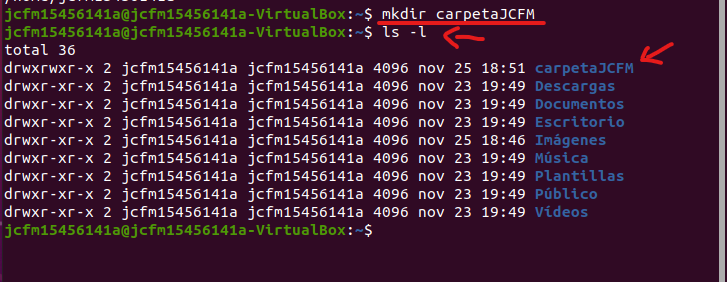 jcfm15456141a@jcfm15456141a-VirtualBox:~$ mkdir carpetaJCFM
jcfm15456141a@jcfm15456141a-VirtualBox:~$ ls -l
total 36
drwxrwxr-x 2 jcfm15456141a jcfm15456141a 4096 nov 25 18:51 carpetaJCFM
drwxr-xr-x 2 jcfm15456141a jcfm15456141a 4096 nov 23 19:49 Descargas
drwxr-xr-x 2 jcfm15456141a jcfm15456141a 4096 nov 23 19:49 Documentos
drwxr-xr-x 2 jcfm15456141a jcfm15456141a 4096 nov 23 19:49 Escritorio
drwxr-xr-x 2 jcfm15456141a jcfm15456141a 4096 nov 25 18:46 Imágenes
drwxr-xr-x 2 jcfm15456141a jcfm15456141a 4096 nov 23 19:49 Música
drwxr-xr-x 2 jcfm15456141a jcfm15456141a 4096 nov 23 19:49 Plantillas
drwxr-xr-x 2 jcfm15456141a jcfm15456141a 4096 nov 23 19:49 Público
drwxr-xr-x 2 jcfm15456141a jcfm15456141a 4096 nov 23 19:49 Vídeos
jcfm15456141a@jcfm15456141a-VirtualBox:~$